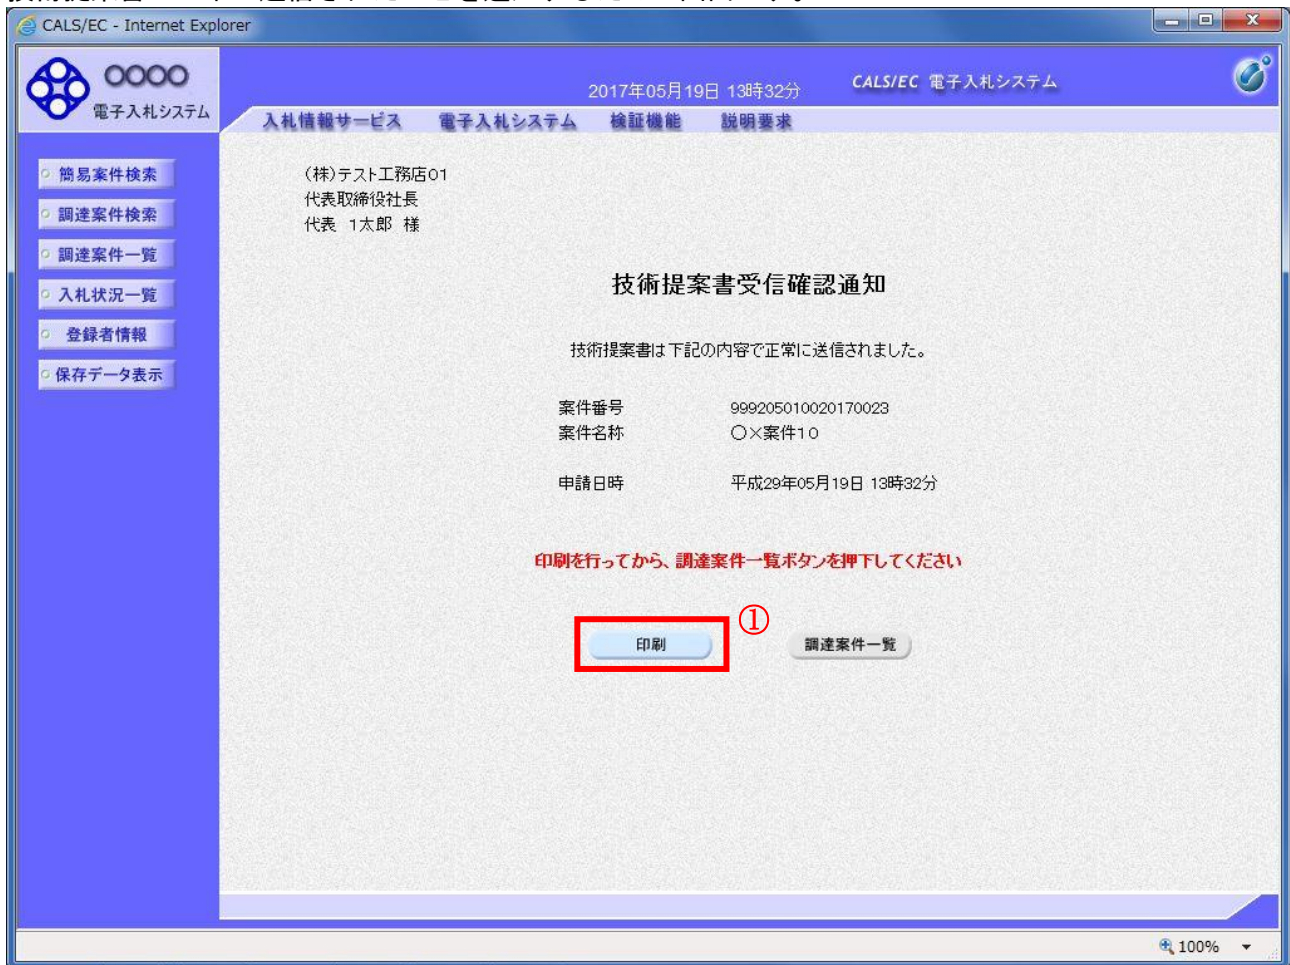 CALS/EC - Internet Explorer
〇〇〇〇
電子入札システム
2017年05月19日 13時32分
CALS/EC 電子入札システム
入札情報サービス 電子入札システム 検証機能 説明要求
簡易案件検索
調達案件検索
調達案件一覧
入札状況一覧
登録者情報
保存データ表示
(株)テスト工務店01
代表取締役社長
代表 1太郎 様
技術提案書受信確認通知
技術提案書は下記の内容で正常に送信されました。
案件番号 999205010020170023
案件名称 〇×案件10
申請日時 平成29年05月19日 13時32分
印刷を行ってから、調達案件一覧ボタンを押下してください
①
印刷 調達案件一覧
100%